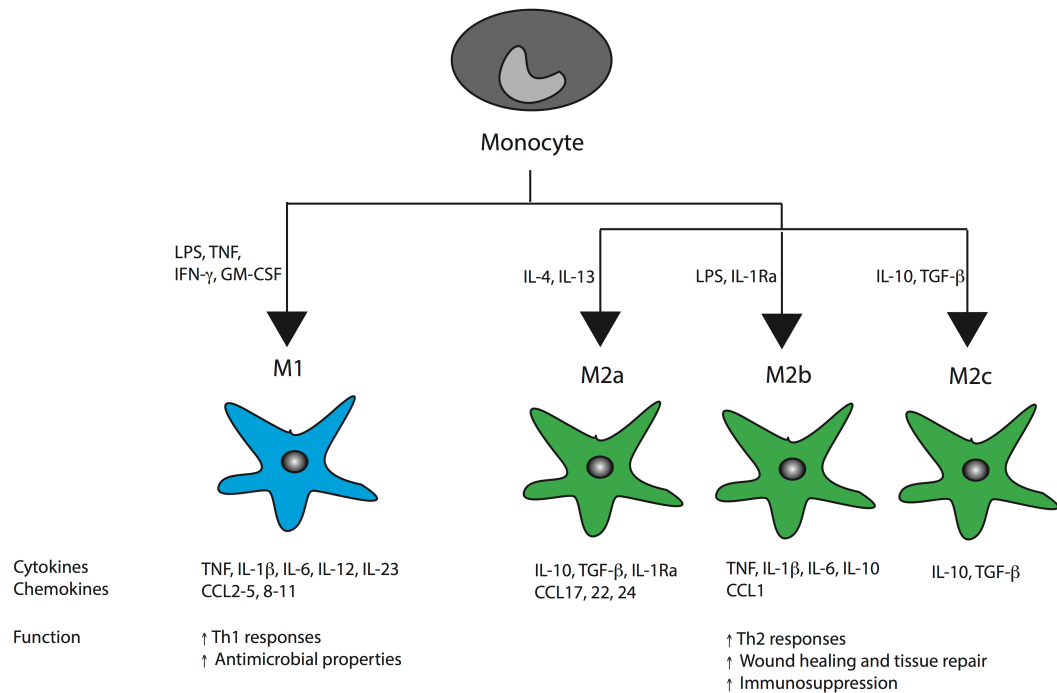 Monocyte
LPS, TNF,
IFN-γ, GM-CSF
IL-4, IL-13
LPS, IL-1Ra
IL-10, TGF-β
M1
M2a
M2b
M2c
Cytokines
Chemokines
TNF, IL-1β, IL-6, IL-12, IL-23
CCL2-5, 8-11
IL-10, TGF-β, IL-1Ra
CCL17, 22, 24
TNF, IL-1β, IL-6, IL-10
CCL1
IL-10, TGF-β
Function
↑ Th1 responses
↑ Antimicrobial properties
↑ Th2 responses
↑ Wound healing and tissue repair
↑ Immunosuppression